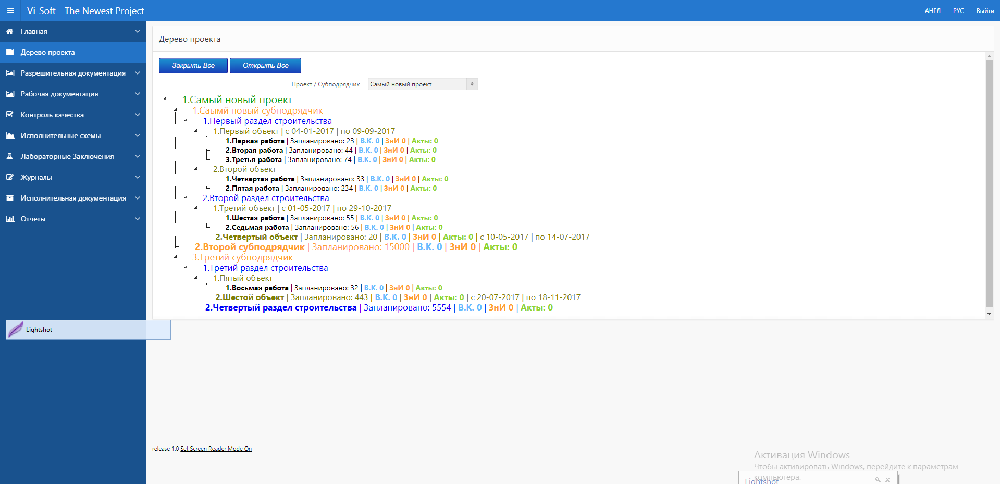 Vi-Soft - The Newest Project
АНГЛ РУС Выйти
Главная
Дерево проекта
Разрешительная документация
Рабочая документация
Контроль качества
Исполнительные схемы
Лабораторные Заключения
Журналы
Исполнительная документация
Отчеты
Lightshot
Дерево проекта
Закрыть Все Открыть Все
Проект / Субподрядчик Самый новый проект
1.Самый новый проект
1.Саымй новый субподрядчик
1.Первый раздел строительства
1.Первый объект | с 04-01-2017 | по 09-09-2017
1.Первая работа | Запланировано: 23 | В.К. 0 | ЗнИ 0 | Акты: 0
2.Вторая работа | Запланировано: 44 | В.К. 0 | ЗнИ 0 | Акты: 0
3.Третья работа | Запланировано: 74 | В.К. 0 | ЗнИ 0 | Акты: 0
2.Второй объект
1.Четвертая работа | Запланировано: 33 | В.К. 0 | ЗнИ 0 | Акты: 0
2.Пятая работа | Запланировано: 234 | В.К. 0 | ЗнИ 0 | Акты: 0
2.Второй раздел строительства
1.Третий объект | с 01-05-2017 | по 29-10-2017
1.Шестая работа | Запланировано: 55 | В.К. 0 | ЗнИ 0 | Акты: 0
2.Седьмая работа | Запланировано: 56 | В.К. 0 | ЗнИ 0 | Акты: 0
2.Четвертый объект | Запланировано: 20 | В.К. 0 | ЗнИ 0 | Акты: 0 | с 10-05-2017 | по 14-07-2017
2.Второй субподрядчик | Запланировано: 15000 | В.К. 0 | ЗнИ 0 | Акты: 0
3.Третий субподрядчик
1.Третий раздел строительства
1.Пятый объект
1.Восьмая работа | Запланировано: 32 | В.К. 0 | ЗнИ 0 | Акты: 0
2.Шестой объект | Запланировано: 443 | В.К. 0 | ЗнИ 0 | Акты: 0 | с 20-07-2017 | по 18-11-2017
2.Четвертый раздел строительства | Запланировано: 5554 | В.К. 0 | ЗнИ 0 | Акты: 0
release 1.0 Set Screen Reader Mode On
Активация Windows
Чтобы активировать Windows, перейдите к параметрам
компьютера.
Lightshot